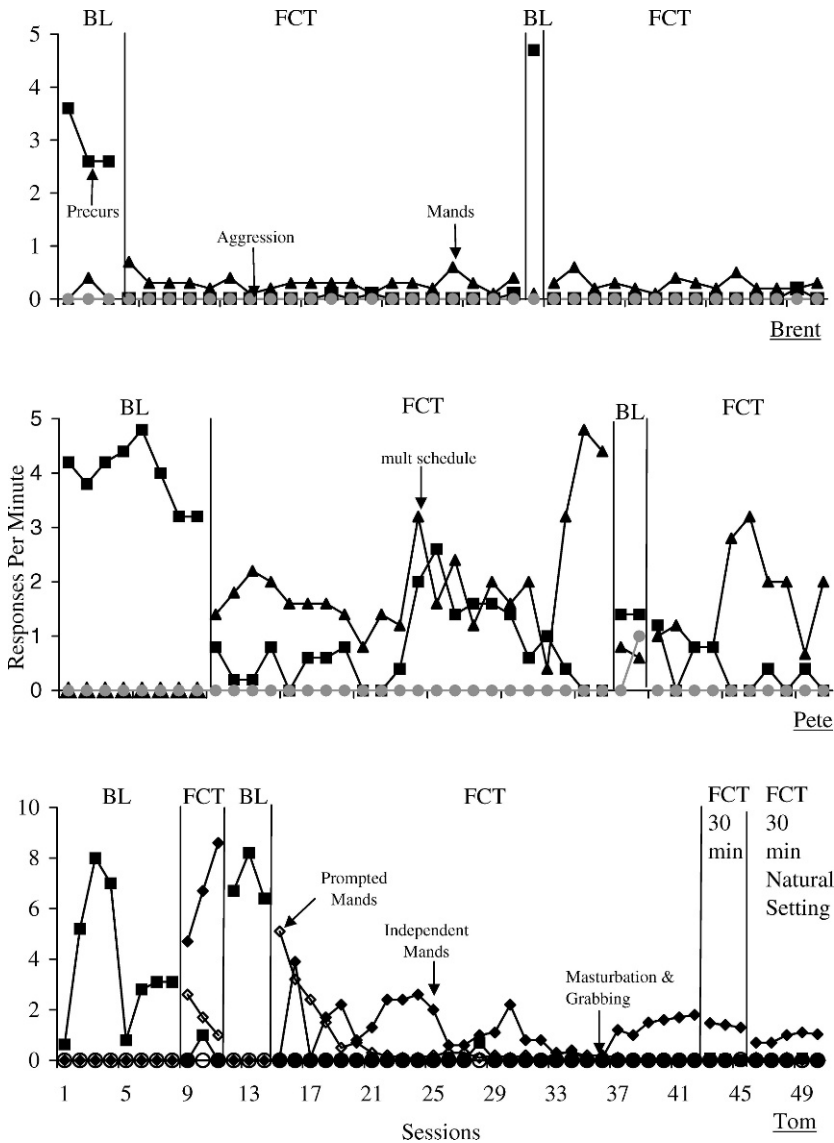 BL FCT BL FCT
5
4
3
2
1
0
Precurs
Aggression
Mands
Brent
BL FCT BL FCT
5
4
3
2
1
0
mult schedule
Responses Per Minute
Pete
BL FCT BL FCT FCT FCT
30 30
min min
Natural
Setting
10
8
6
4
2
0
Prompted
Mands
Independent
Mands
Masturbation &
Grabbing
1 5 9 13 17 21 25 29 33 37 41 45 49
Sessions
Tom